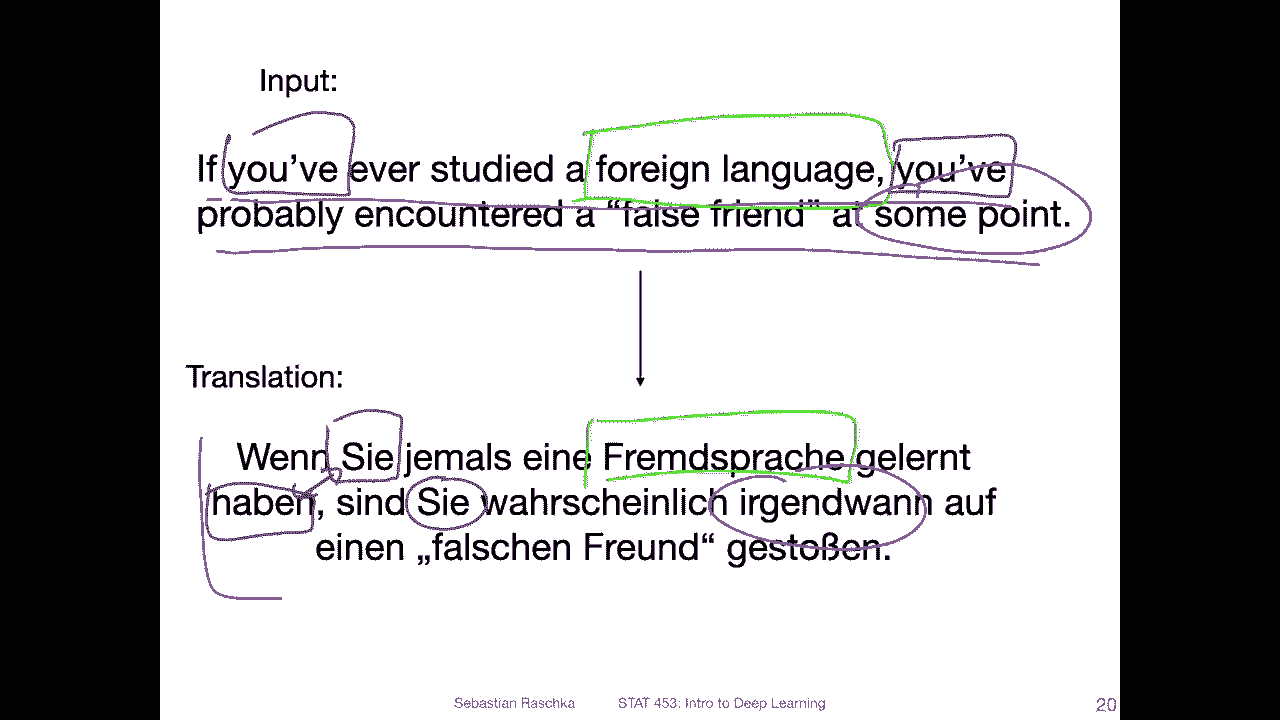 Input:
If you've ever studied a foreign language, you've
probably encountered a “false friend” at some point.
Translation:
Wenn Sie jemals eine Fremdsprache gelernt
haben, sind Sie wahrscheinlich irgendwann auf
einen „falschen Freund“ gestoßen.
Sebastian Raschka STAT 453: Intro to Deep Learning 20